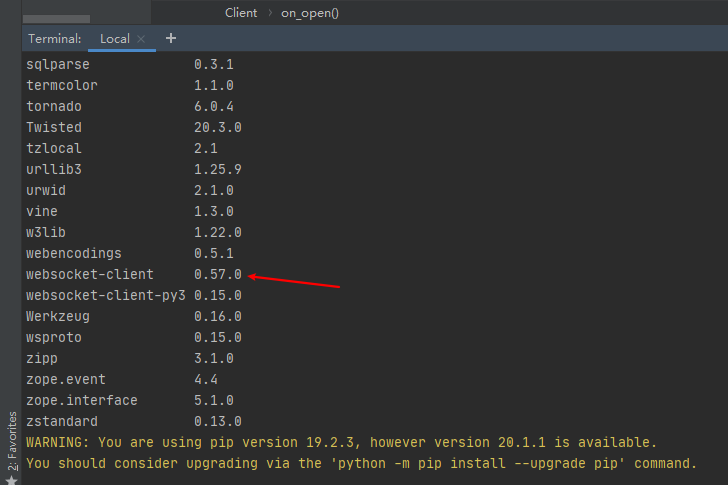 Client > on_open()
Terminal: Local × +
sqlparse 0.3.1
termcolor 1.1.0
tornado 6.0.4
Twisted 20.3.0
tzlocal 2.1
urllib3 1.25.9
urwid 2.1.0
vine 1.3.0
w3lib 1.22.0
webencodings 0.5.1
websocket-client 0.57.0
websocket-client-py3 0.15.0
Werkzeug 0.16.0
wsproto 0.15.0
zipp 3.1.0
zope.event 4.4
zope.interface 5.1.0
zstandard 0.13.0
WARNING: You are using pip version 19.2.3, however version 20.1.1 is available.
You should consider upgrading via the 'python -m pip install --upgrade pip' command.
2: Favorites